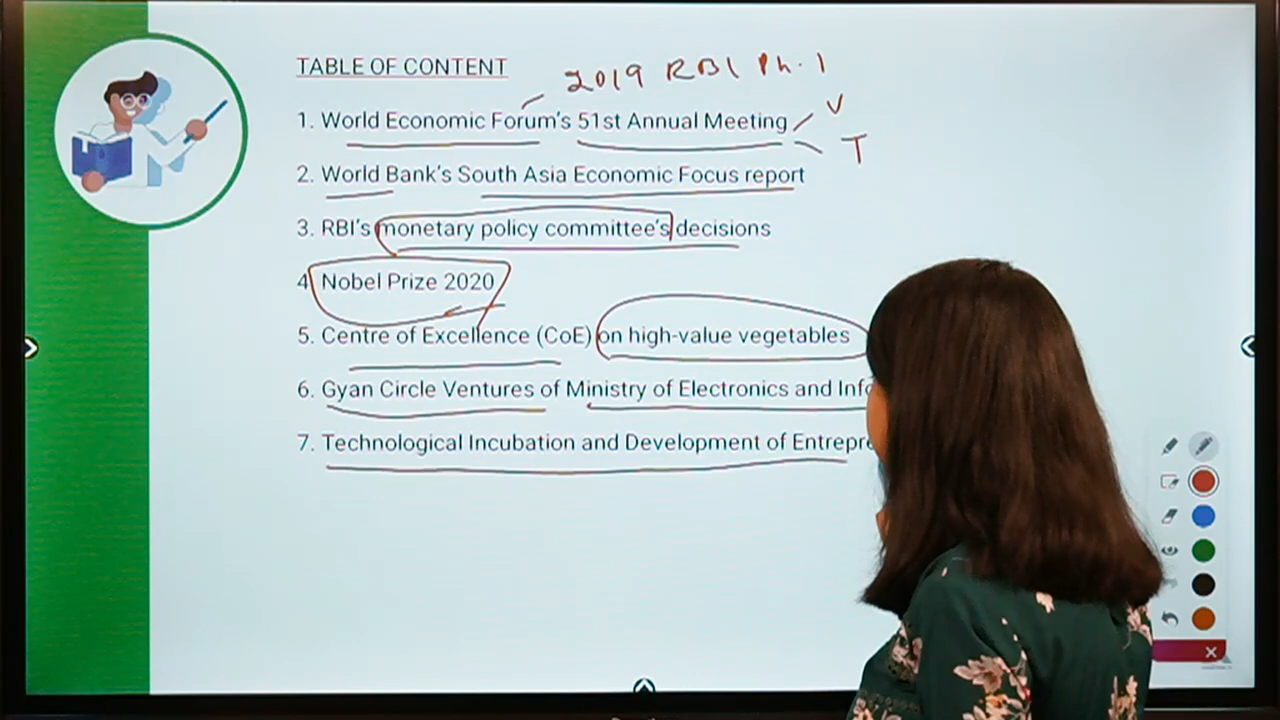 TABLE OF CONTENT
2019 RBI Ph. 1
1. World Economic Forum's 51st Annual Meeting
V
T
2. World Bank's South Asia Economic Focus report
3. RBI's monetary policy committee's decisions
4 Nobel Prize 2020
5. Centre of Excellence (CoE) on high-value vegetables
6. Gyan Circle Ventures of Ministry of Electronics and Info
7. Technological Incubation and Development of Entrepre